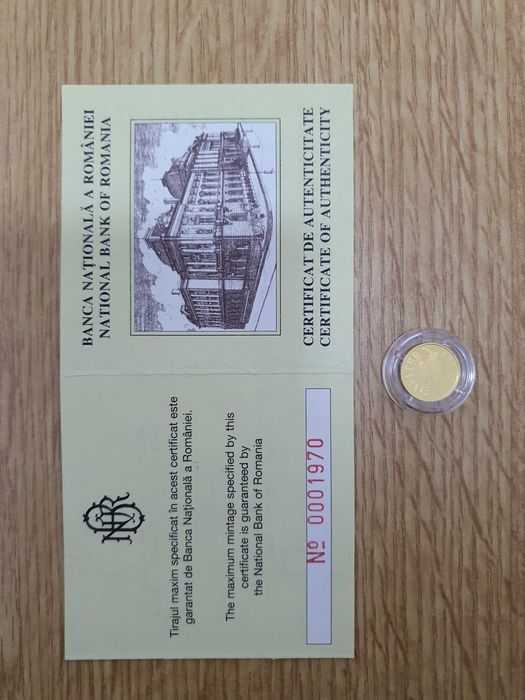 BANCA NAȚIONALĂ A ROMÂNIEI
NATIONAL BANK OF ROMANIA
CERTIFICAT DE AUTENTICITATE
CERTIFICATE OF AUTHENTICITY
Tirajul maxim specificat în acest certificat este
garantat de Banca Națională a României.
The maximum mintage specified by this
certificate is guaranteed by
the National Bank of Romania
Nº 0001970